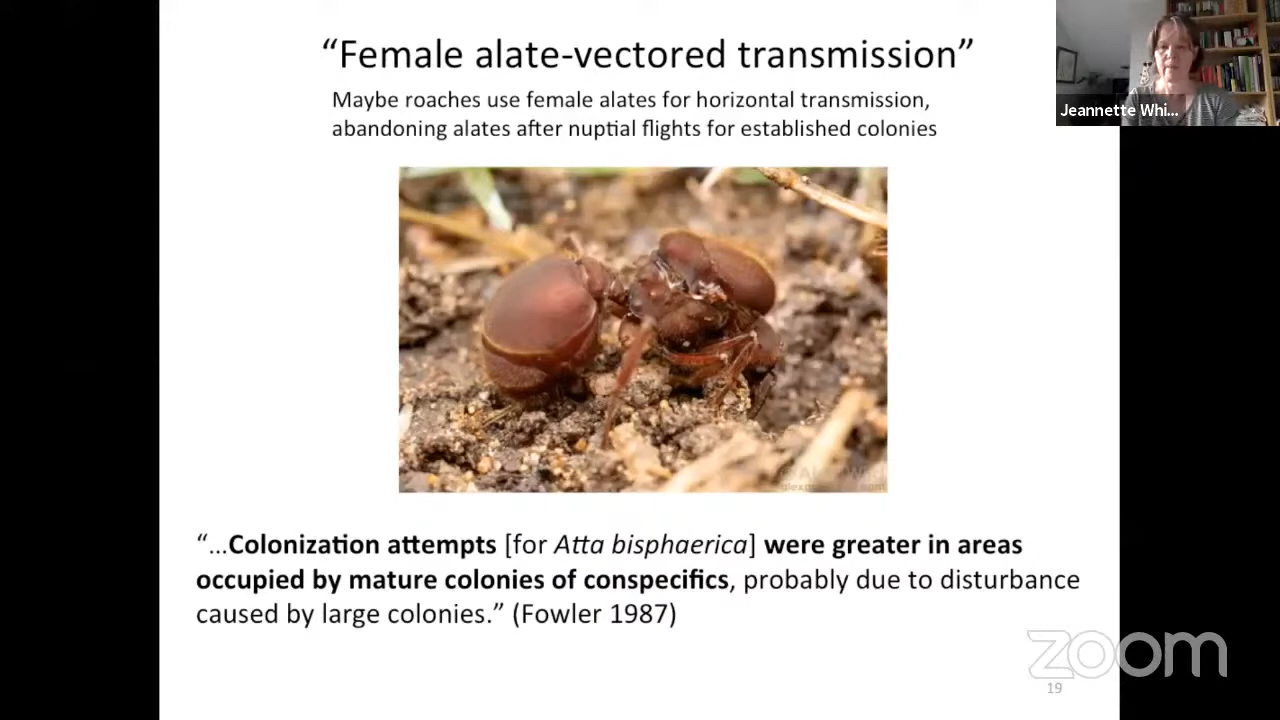 “Female alate-vectored transmission”
Maybe roaches use female alates for horizontal transmission,
abandoning alates after nuptial flights for established colonies
Jeannette Whi...
“…Colonization attempts [for Atta bisphaerica] were greater in areas
occupied by mature colonies of conspecifics, probably due to disturbance
caused by large colonies.” (Fowler 1987)
zoom
19